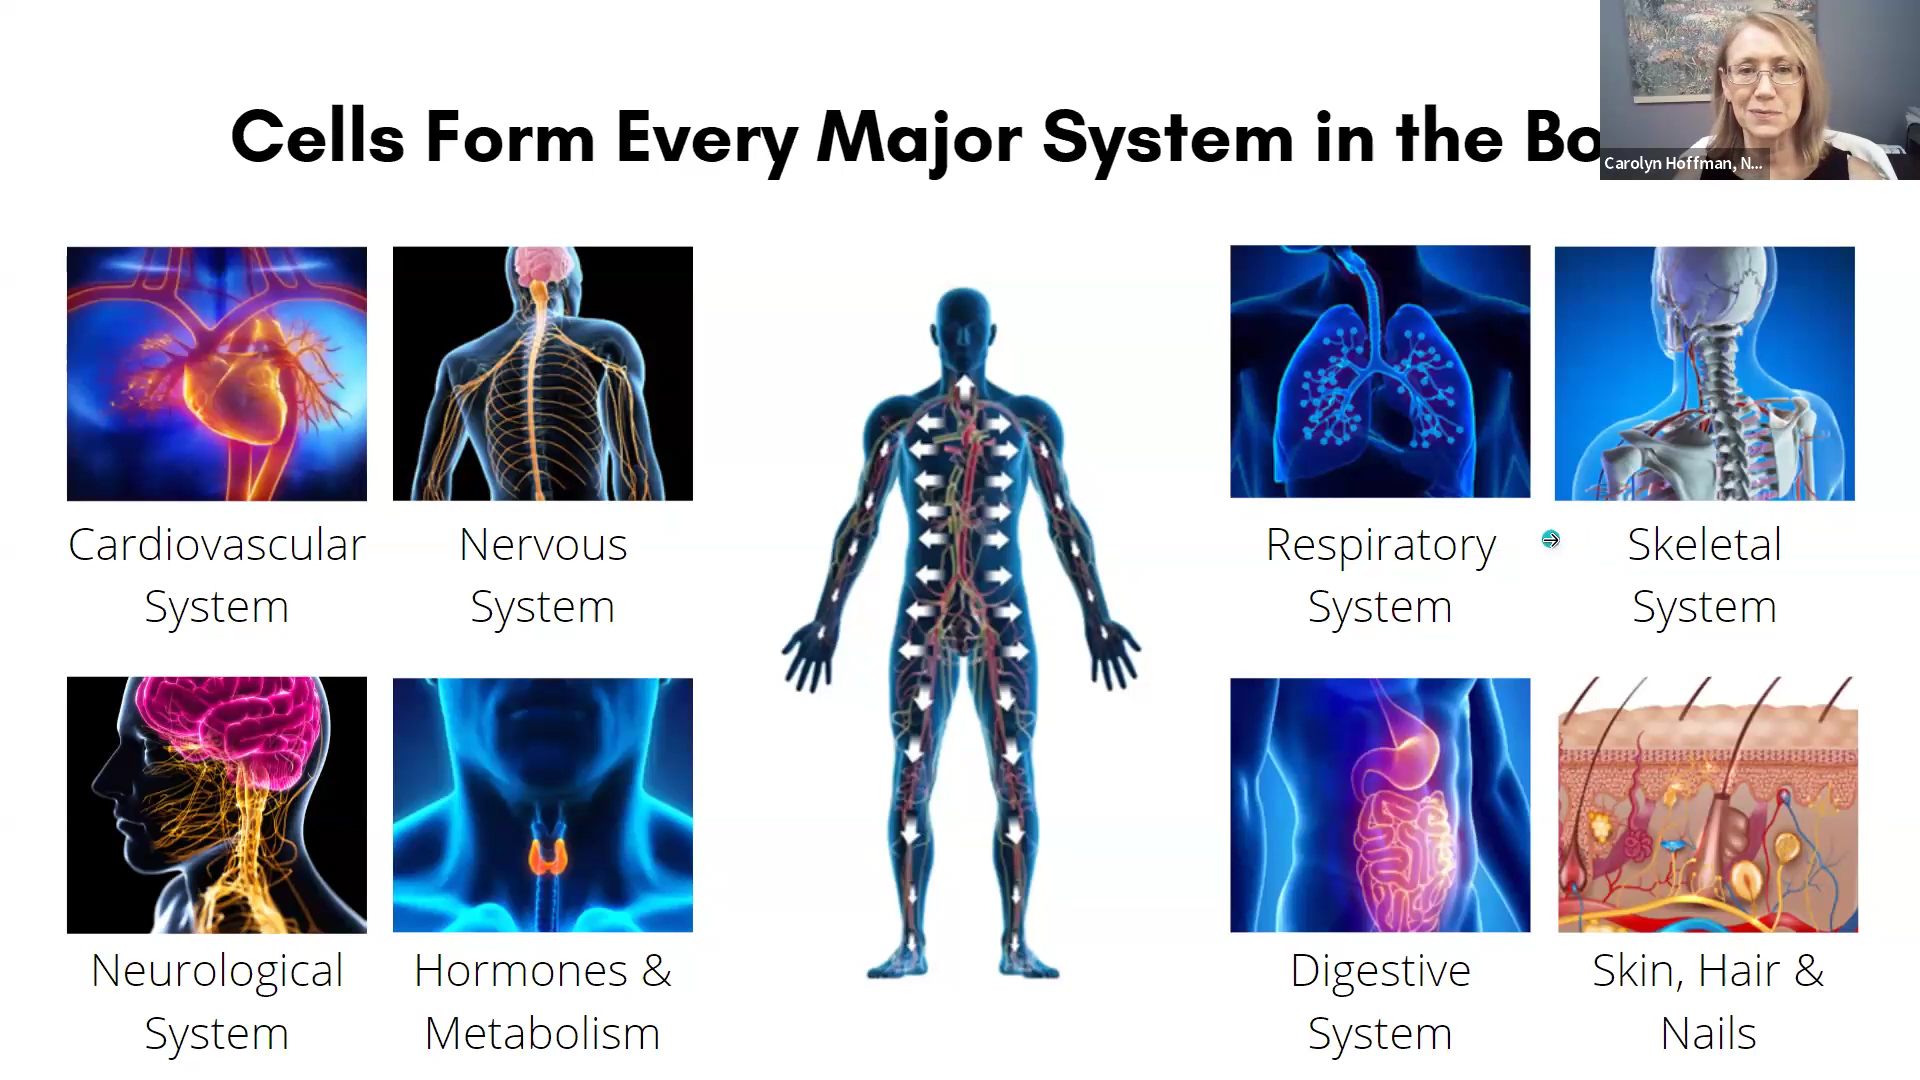 Cells Form Every Major System in the Bo
Carolyn Hoffman, N...
Cardiovascular
System
Nervous
System
Respiratory
System
Skeletal
System
Neurological
System
Hormones &
Metabolism
Digestive
System
Skin, Hair &
Nails